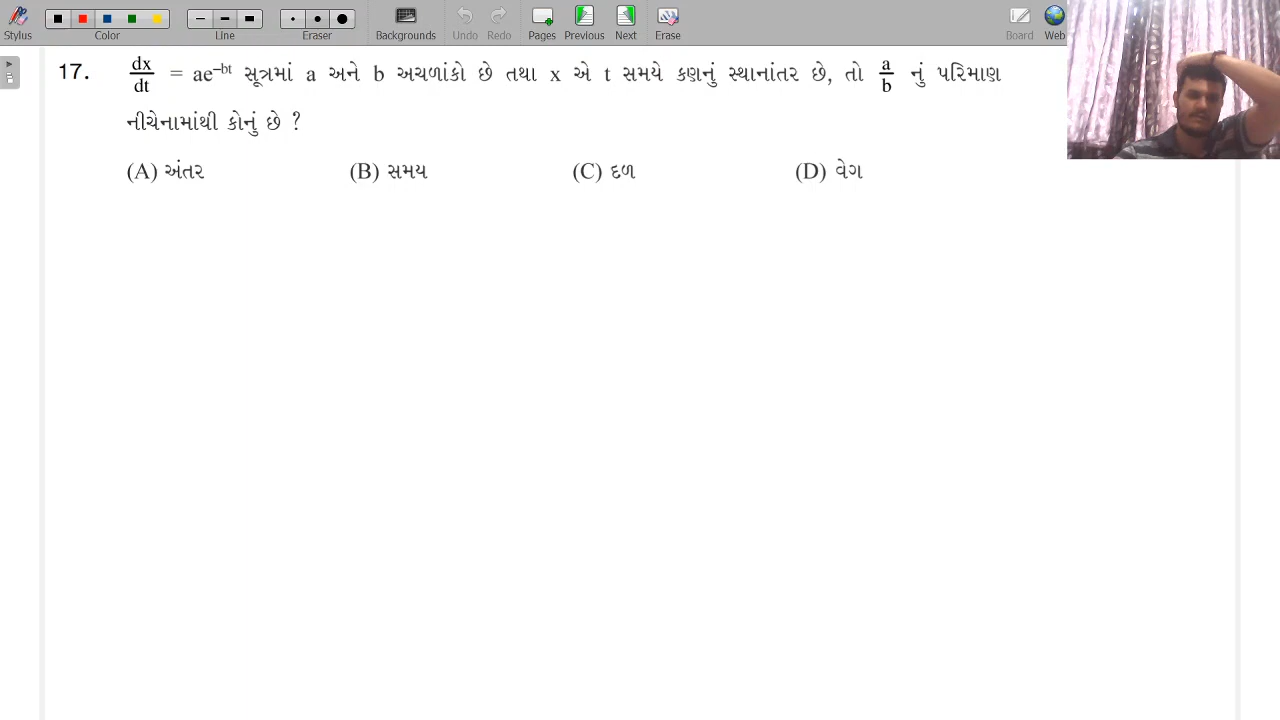 Stylus
Color
Line
Eraser
Backgrounds
Undo
Redo
Pages
Previous
Next
Erase
Board
Web
17. dx/dt = ae^–bt સૂત્રમાં a અને b અચળાંકો છે તથા x એ t સમયે કણનું સ્થાનાંતર છે, તો a/b નું પરિમાણ
નીચેનામાંથી કોનું છે ?
(A) અંતર (B) સમય (C) દળ (D) વેગ